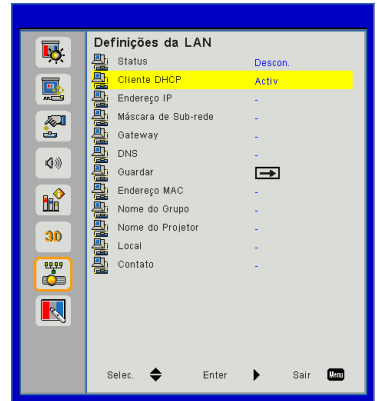 Definições da LAN
Status Descon.
Cliente DHCP Activ
Endereço IP -
Máscara de Sub-rede -
Gateway -
DNS -
Guardar
Endereço MAC -
Nome do Grupo -
Nome do Projetor -
3D
Local -
Contato -
Selec. Enter Sair Menu